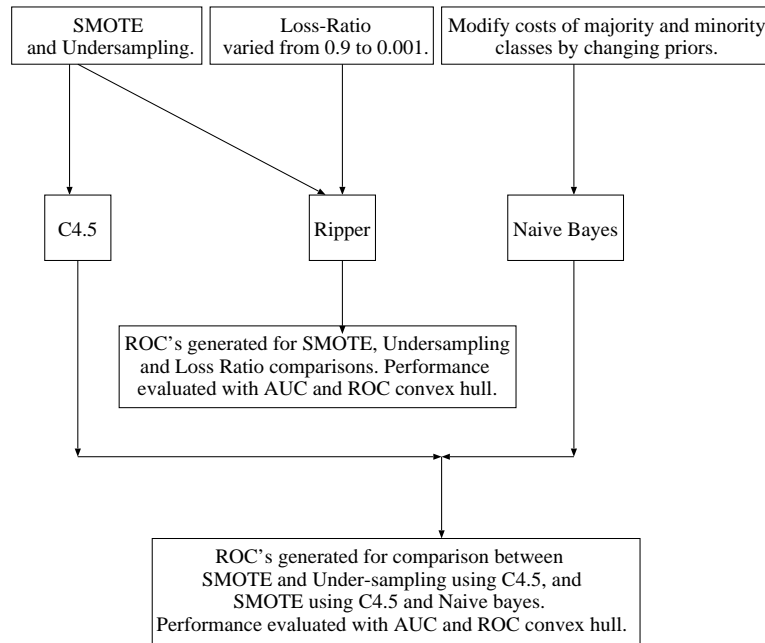 SMOTE
and Undersampling.
Loss-Ratio
varied from 0.9 to 0.001.
Modify costs of majority and minority
classes by changing priors.
C4.5
Ripper
Naive Bayes
ROC's generated for SMOTE, Undersampling
and Loss Ratio comparisons. Performance
evaluated with AUC and ROC convex hull.
ROC's generated for comparison between
SMOTE and Under-sampling using C4.5, and
SMOTE using C4.5 and Naive bayes.
Performance evaluated with AUC and ROC convex hull.